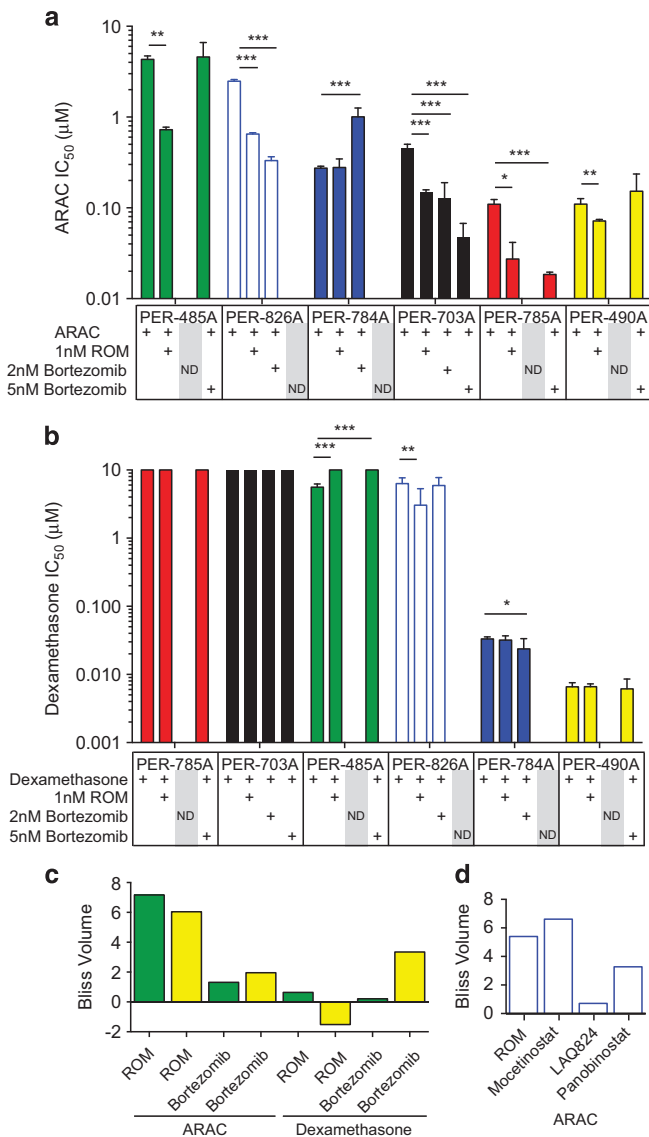 a
** *** *** *** *** *** *** *** * **
ARAC IC50 (μM)
10
1
0.10
0.01
PER-485A PER-826A PER-784A PER-703A PER-785A PER-490A
ARAC + + + + + + + + + + + + + + + + + + +
1nM ROM + + + + + +
2nM Bortezomib ND + + + ND ND
5nM Bortezomib + ND ND + + +
b
*** *** ** *
Dexamethasone IC50 (μM)
10
1
0.100
0.010
0.001
PER-785A PER-703A PER-485A PER-826A PER-784A PER-490A
Dexamethasone + + + + + + + + + + + + + + + + + + +
1nM ROM + + + + + +
2nM Bortezomib ND + ND + + ND
5nM Bortezomib + + + ND ND +
c
Bliss Volume
8
6
4
2
0
-2
ROM ROM Bortezomib Bortezomib ROM ROM Bortezomib Bortezomib
ARAC Dexamethasone
d
Bliss Volume
8
6
4
2
0
ROM Mocetinostat LAQ824 Panobinostat
ARAC